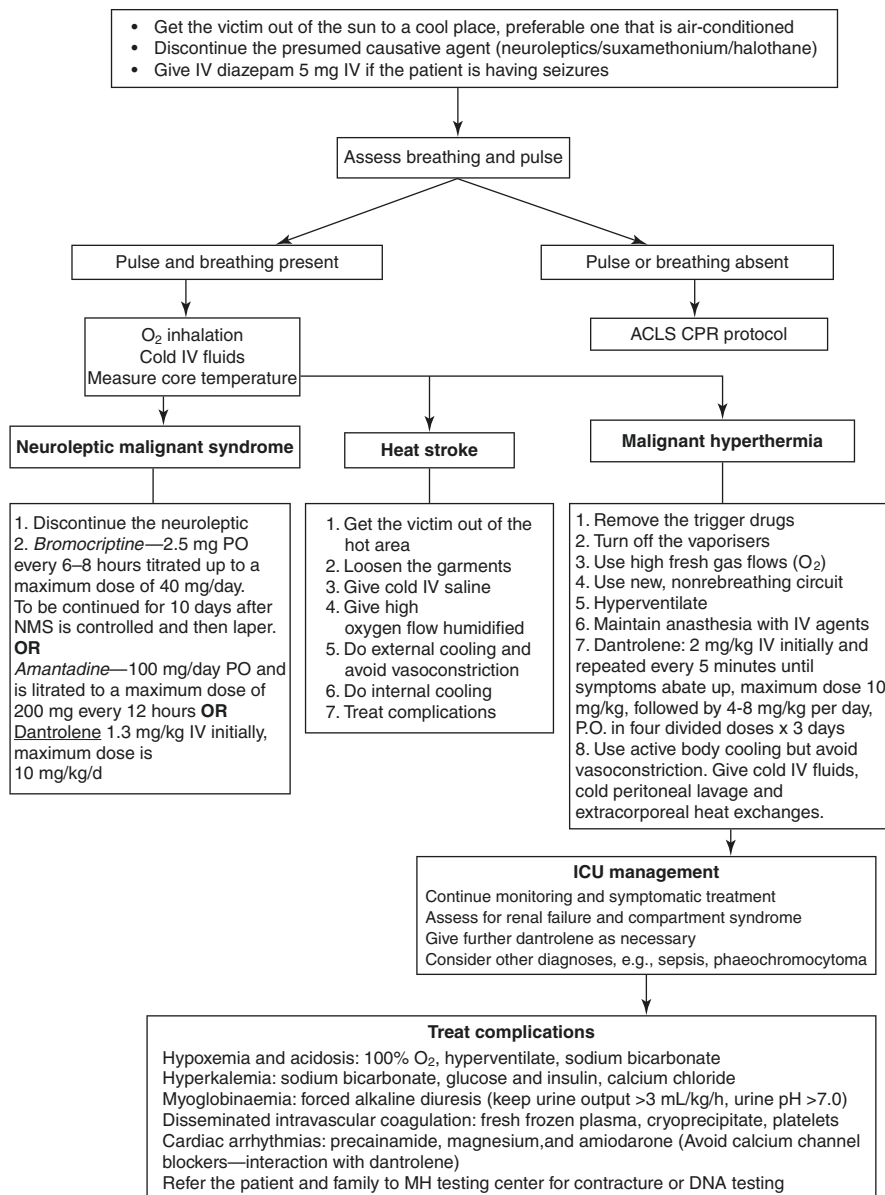 • Get the victim out of the sun to a cool place, preferable one that is air-conditioned
• Discontinue the presumed causative agent (neuroleptics/suxamethonium/halothane)
• Give IV diazepam 5 mg IV if the patient is having seizures
Assess breathing and pulse
Pulse and breathing present
Pulse or breathing absent
O₂ inhalation
Cold IV fluids
Measure core temperature
ACLS CPR protocol
Neuroleptic malignant syndrome
1. Discontinue the neuroleptic
2. Bromocriptine—2.5 mg PO
every 6–8 hours titrated up to a
maximum dose of 40 mg/day.
To be continued for 10 days after
NMS is controlled and then laper.
OR
Amantadine—100 mg/day PO and
is litrated to a maximum dose of
200 mg every 12 hours OR
Dantrolene 1.3 mg/kg IV initially,
maximum dose is
10 mg/kg/d
Heat stroke
1. Get the victim out of the
hot area
2. Loosen the garments
3. Give cold IV saline
4. Give high
oxygen flow humidified
5. Do external cooling and
avoid vasoconstriction
6. Do internal cooling
7. Treat complications
Malignant hyperthermia
1. Remove the trigger drugs
2. Turn off the vaporisers
3. Use high fresh gas flows (O₂)
4. Use new, nonrebreathing circuit
5. Hyperventilate
6. Maintain anasthesia with IV agents
7. Dantrolene: 2 mg/kg IV initially and
repeated every 5 minutes until
symptoms abate up, maximum dose 10
mg/kg, followed by 4-8 mg/kg per day,
P.O. in four divided doses x 3 days
8. Use active body cooling but avoid
vasoconstriction. Give cold IV fluids,
cold peritoneal lavage and
extracorporeal heat exchanges.
ICU management
Continue monitoring and symptomatic treatment
Assess for renal failure and compartment syndrome
Give further dantrolene as necessary
Consider other diagnoses, e.g., sepsis, phaeochromocytoma
Treat complications
Hypoxemia and acidosis: 100% O₂, hyperventilate, sodium bicarbonate
Hyperkalemia: sodium bicarbonate, glucose and insulin, calcium chloride
Myoglobinaemia: forced alkaline diuresis (keep urine output >3 mL/kg/h, urine pH >7.0)
Disseminated intravascular coagulation: fresh frozen plasma, cryoprecipitate, platelets
Cardiac arrhythmias: precainamide, magnesium,and amiodarone (Avoid calcium channel
blockers—interaction with dantrolene)
Refer the patient and family to MH testing center for contracture or DNA testing